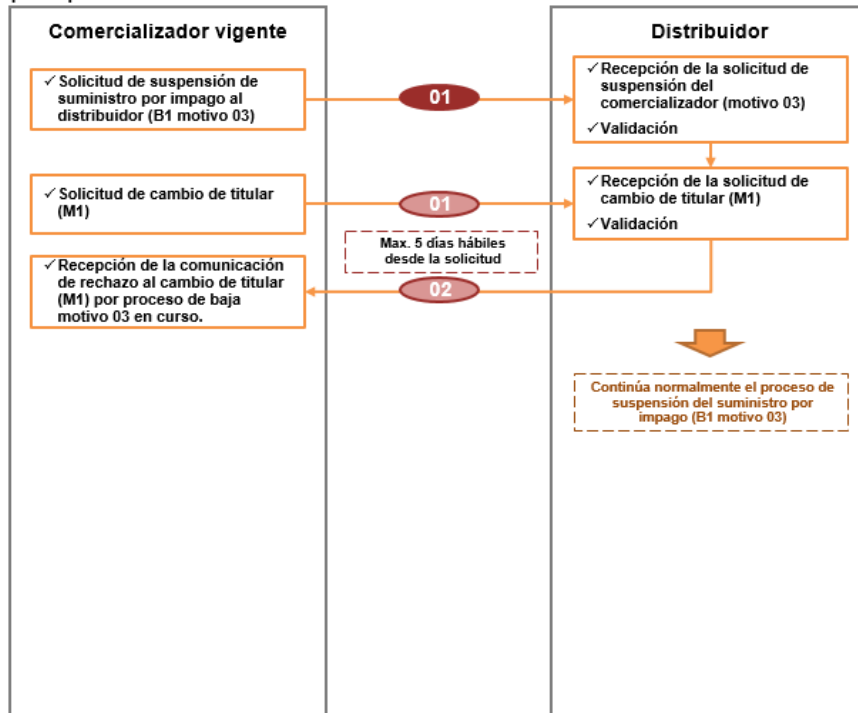 Comercializador vigente
Distribuidor
✓ Solicitud de suspensión de
suministro por impago al
distribuidor (B1 motivo 03)
01
✓ Recepción de la solicitud de
suspensión del
comercializador (motivo 03)
✓ Validación
✓ Solicitud de cambio de titular
(M1)
01
✓ Recepción de la solicitud de
cambio de titular (M1)
✓ Validación
Max. 5 días hábiles
desde la solicitud
✓ Recepción de la comunicación
de rechazo al cambio de titular
(M1) por proceso de baja
motivo 03 en curso.
02
Continúa normalmente el proceso de
suspensión del suministro por
impago (B1 motivo 03)